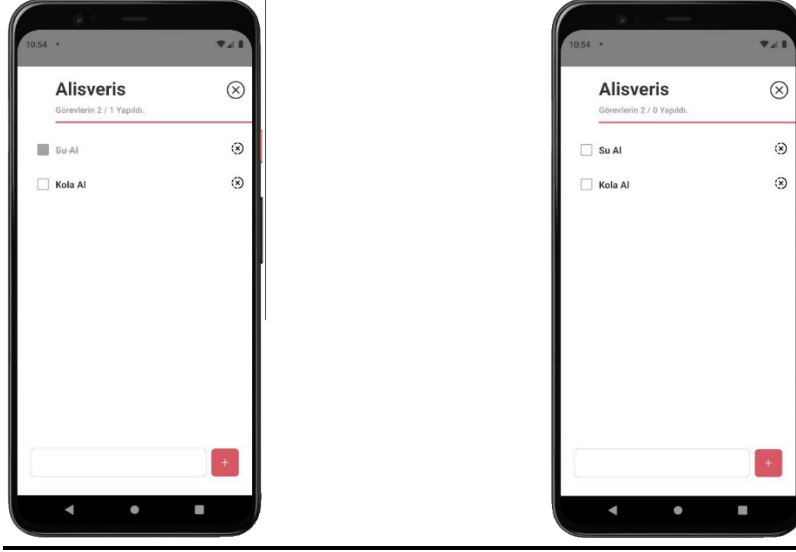 10:54
Alisveris
Görevlerin 2 / 1 Yapıldı.
Su Al
Kola Al
+
10:54
Alisveris
Görevlerin 2 / 0 Yapıldı.
Su Al
Kola Al
+